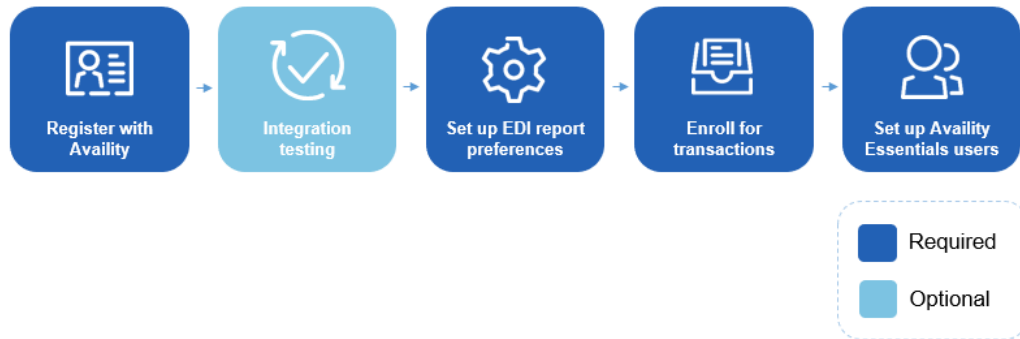 Register with
Availity
Integration
testing
Set up EDI report
preferences
Enroll for
transactions
Set up Availity
Essentials users
Required
Optional